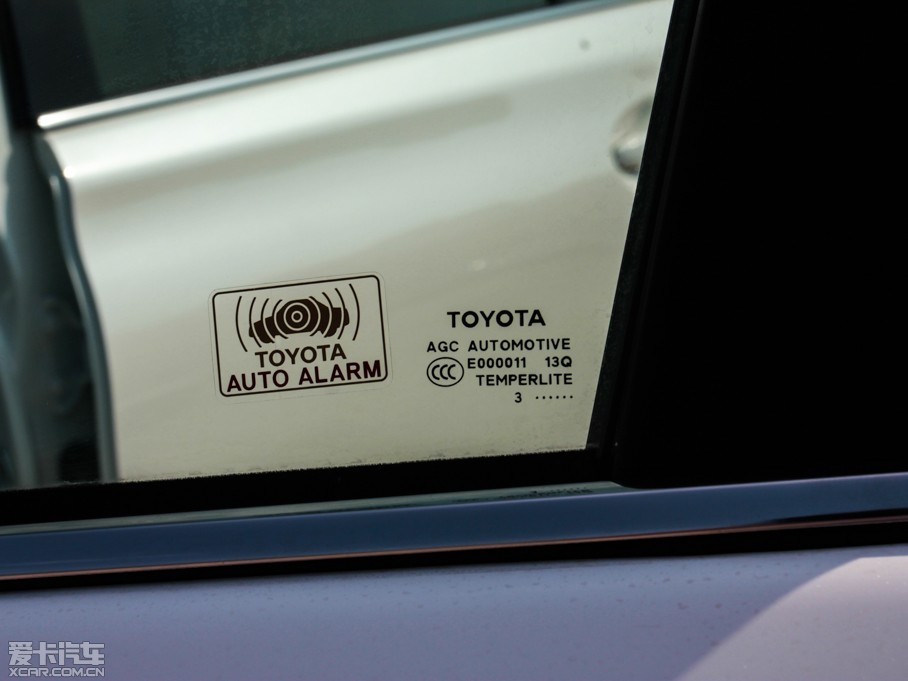 TOYOTA
AUTO ALARM
TOYOTA
AGC AUTOMOTIVE
CCC E000011 13Q
TEMPERLITE
3 ······
爱卡汽车
XCAR.COM.CN